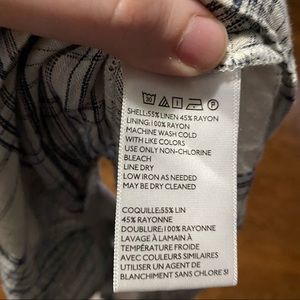 30 F
SHELL:55% LINEN 45% RAYON
LINING:100% RAYON
MACHINE WASH COLD
WITH LIKE COLORS
USE ONLY NON-CHLORINE
BLEACH
LINE DRY
LOW IRON AS NEEDED
MAY BE DRY CLEANED
COQUILLE:55% LIN
45% RAYONNE
DOUBLURE:100% RAYONNE
LAVAGE À LAMAIN À
TEMPÉRATURE FROIDE
AVEC COULEURS SIMILAIRES
UTILISER UN AGENT DE
BLANCHIMENT SANS CHLORE SI